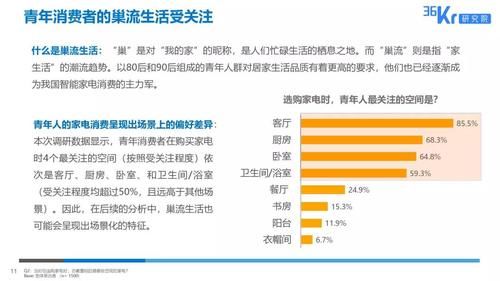 青年消费者的巢流生活受关注
36Kr研究院
什么是巢流生活：“巢”是对“我的家”的昵称，是人们忙碌生活的栖息之地。而“巢流”则是指“家
生活”的潮流趋势。以80后和90后组成的青年人群对居家生活品质有着更高的要求，他们也已经逐渐成
为我国智能家电消费的主力军。
青年人的家电消费呈现出场景上的偏好差异：
本次调研数据显示，青年消费者在购买家电
时4个最关注的空间（按照受关注程度）依
次是客厅、厨房、卧室、和卫生间/浴室
（受关注程度均超过50%，且远高于其他场
景）。因此，在后续的分析中，巢流生活也
可能会呈现出场景化的特征。
选购家电时，青年人最关注的空间是？
客厅 85.5%
厨房 68.3%
卧室 64.8%
卫生间/浴室 59.3%
餐厅 24.9%
书房 15.3%
阳台 11.9%
衣帽间 6.7%
11